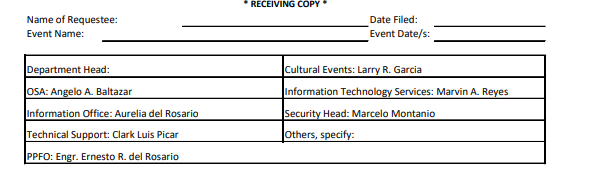 * RECEIVING COPY *
Name of Requestee: Date Filed:
Event Name: Event Date/s:
Department Head: Cultural Events: Larry R. Garcia
OSA: Angelo A. Baltazar Information Technology Services: Marvin A. Reyes
Information Office: Aurelia del Rosario Security Head: Marcelo Montanio
Technical Support: Clark Luis Picar Others, specify:
PPFO: Engr. Ernesto R. del Rosario